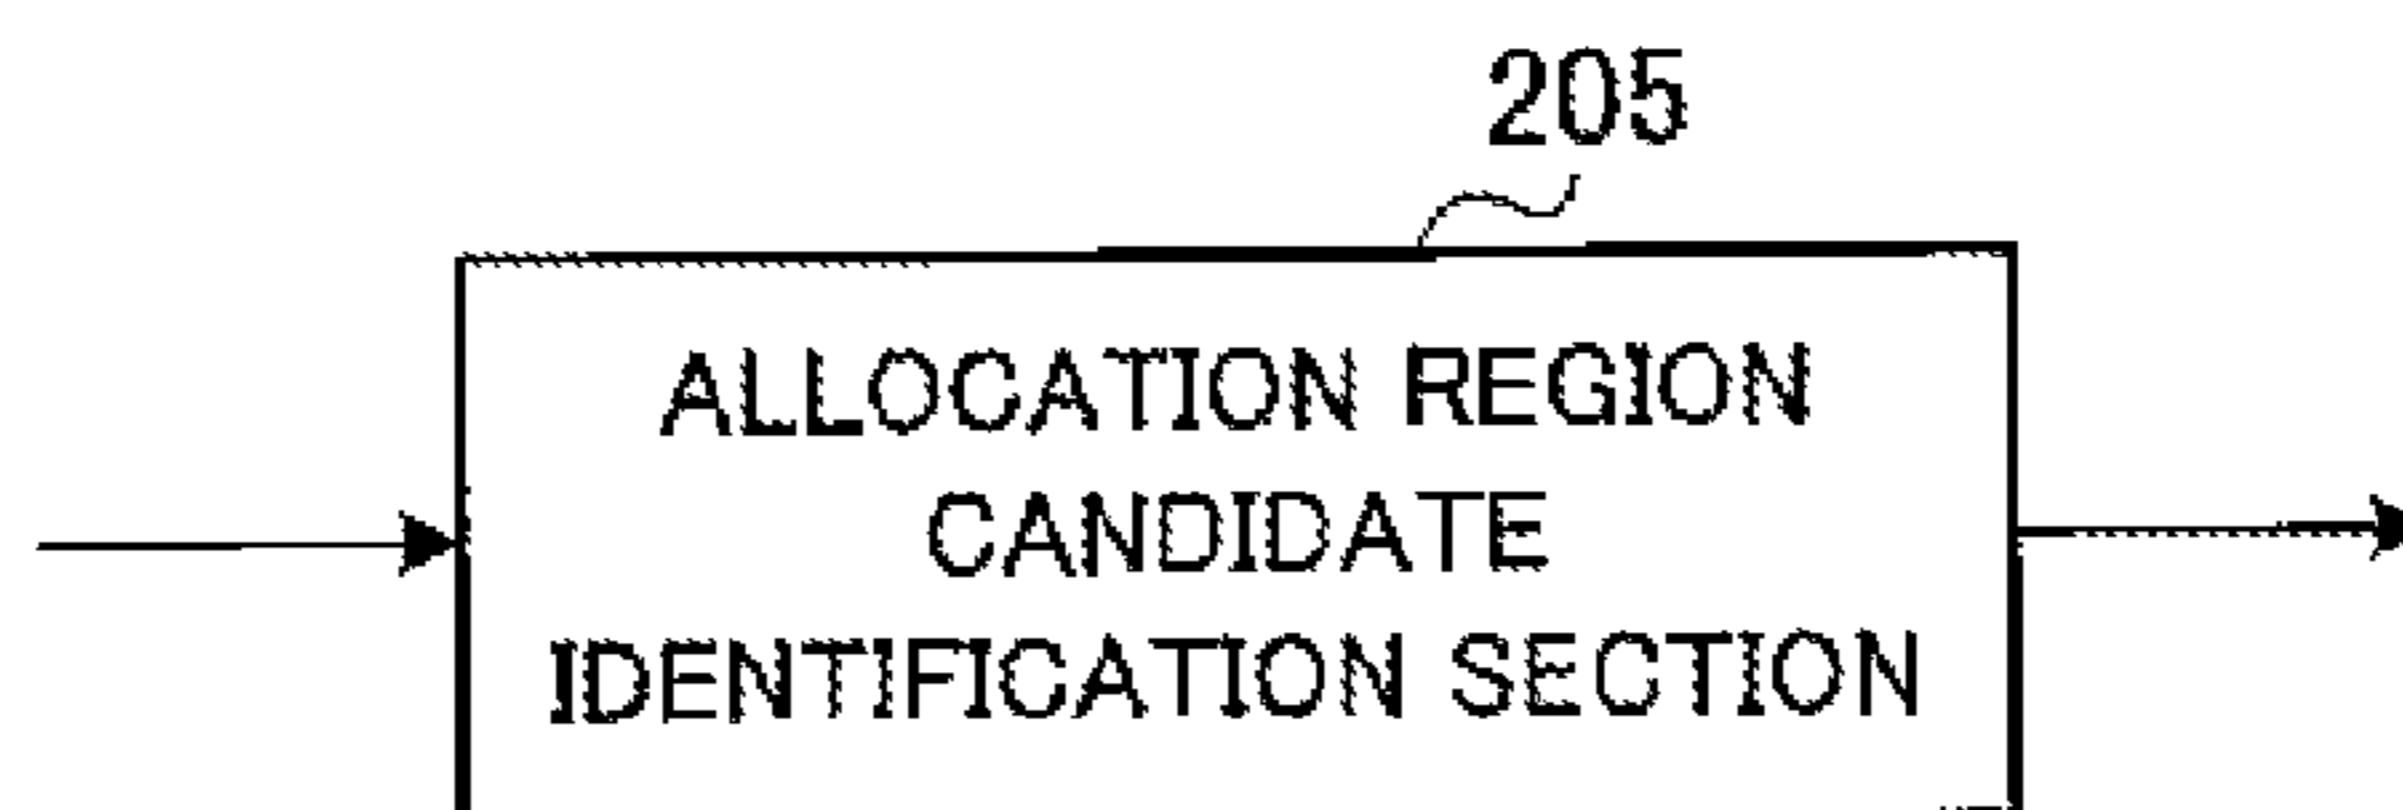 205
ALLOCATION REGION
CANDIDATE
IDENTIFICATION SECTION